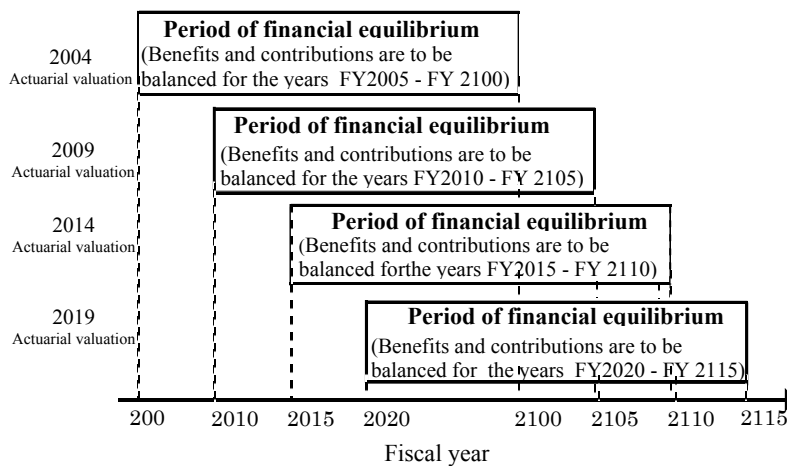 Period of financial equilibrium
(Benefits and contributions are to be
balanced for the years FY2005 - FY 2100)
2004
Actuarial valuation
Period of financial equilibrium
(Benefits and contributions are to be
balanced for the years FY2010 - FY 2105)
2009
Actuarial valuation
Period of financial equilibrium
(Benefits and contributions are to be
balanced forthe years FY2015 - FY 2110)
2014
Actuarial valuation
Period of financial equilibrium
(Benefits and contributions are to be
balanced for the years FY2020 - FY 2115)
2019
Actuarial valuation
200 2010 2015 2020 2100 2105 2110 2115
Fiscal year